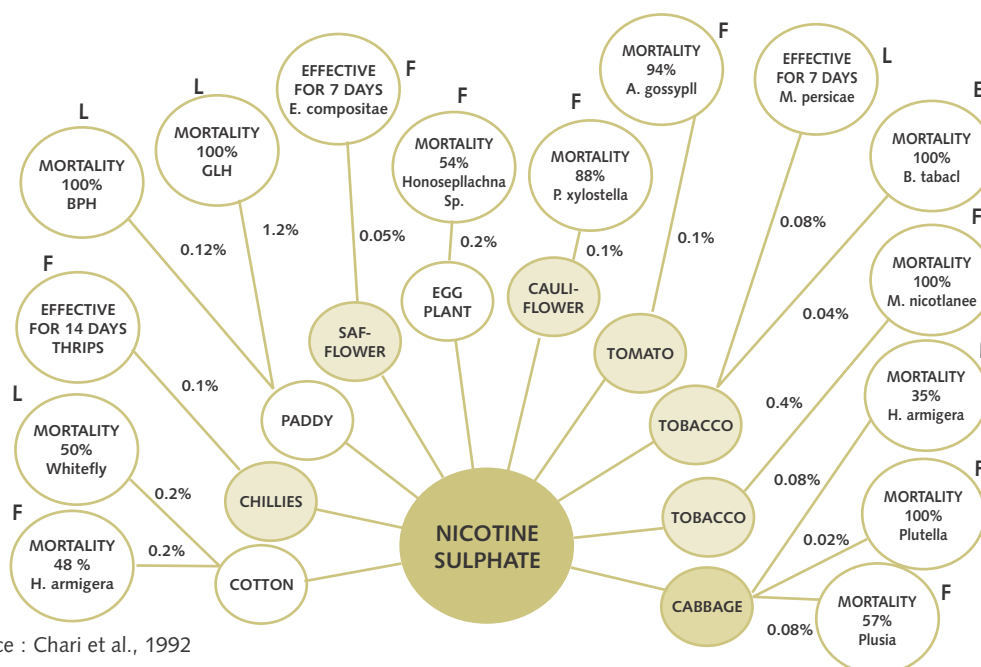 F
L
F
MORTALITY
94%
A. gossypll
EFFECTIVE
FOR 7 DAYS
M. persicae
EFFECTIVE
FOR 7 DAYS
E. compositae
F
L
L
F
F
MORTALITY
100%
BPH
MORTALITY
100%
GLH
MORTALITY
54%
Honosepllachna
Sp.
MORTALITY
88%
P. xylostella
MORTALITY
100%
B. tabacl
0.12%
1.2%
0.05%
0.2%
0.1%
0.1%
0.08%
F
F
EFFECTIVE
FOR 14 DAYS
THRIPS
MORTALITY
100%
M. nicotlanee
EGG
PLANT
CAULI-
FLOWER
0.04%
SAF-
FLOWER
TOMATO
0.1%
L
MORTALITY
50%
Whitefly
PADDY
TOBACCO
0.4%
MORTALITY
35%
H. armigera
CHILLIES
0.2%
0.08%
TOBACCO
F
MORTALITY
48 %
H. armigera
0.2%
COTTON
NICOTINE
SULPHATE
MORTALITY
100%
Plutella
0.02%
CABBAGE
0.08%
MORTALITY
57%
Plusia
F
ce : Chari et al., 1992